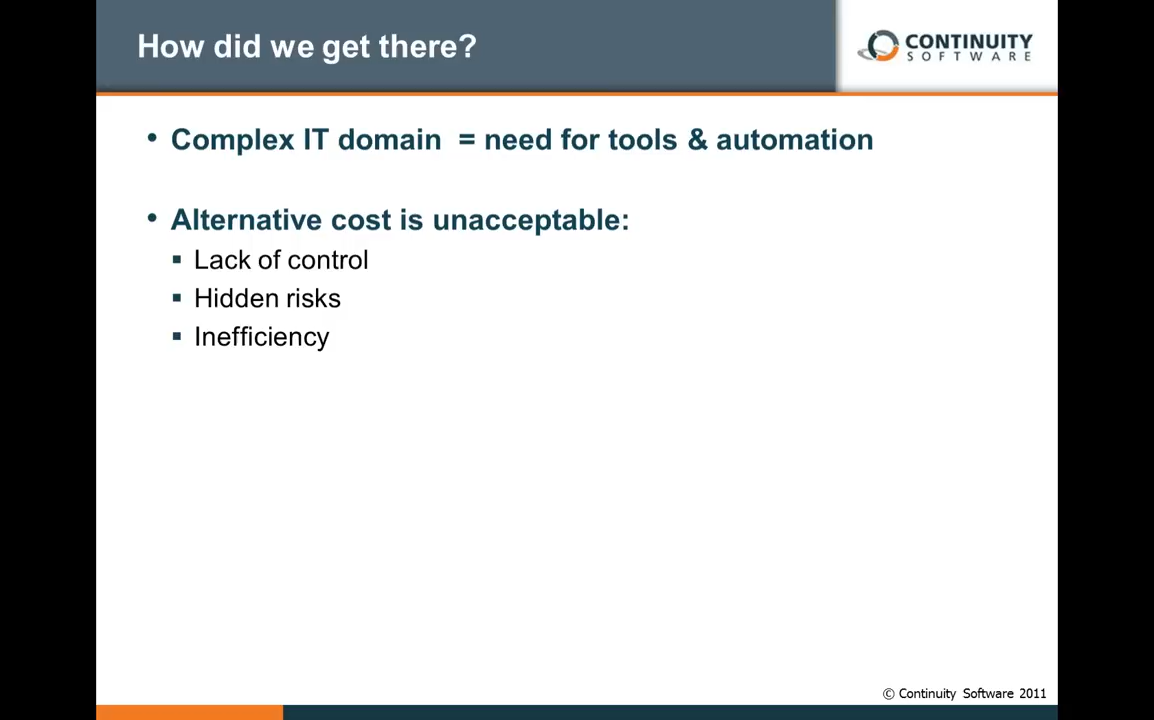 How did we get there?
CONTINUITY
SOFTWARE
• Complex IT domain = need for tools & automation
• Alternative cost is unacceptable:
▪ Lack of control
▪ Hidden risks
▪ Inefficiency
© Continuity Software 2011